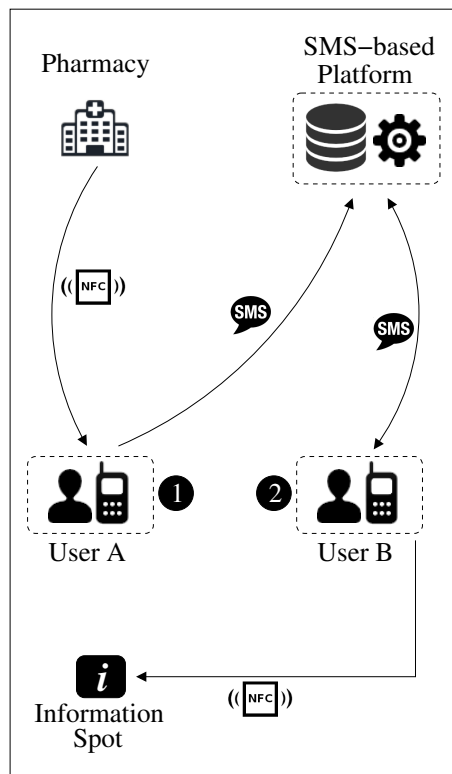 Pharmacy
SMS−based
Platform
((NFC))
SMS
SMS
1
2
User A
User B
i
Information
Spot
((NFC))